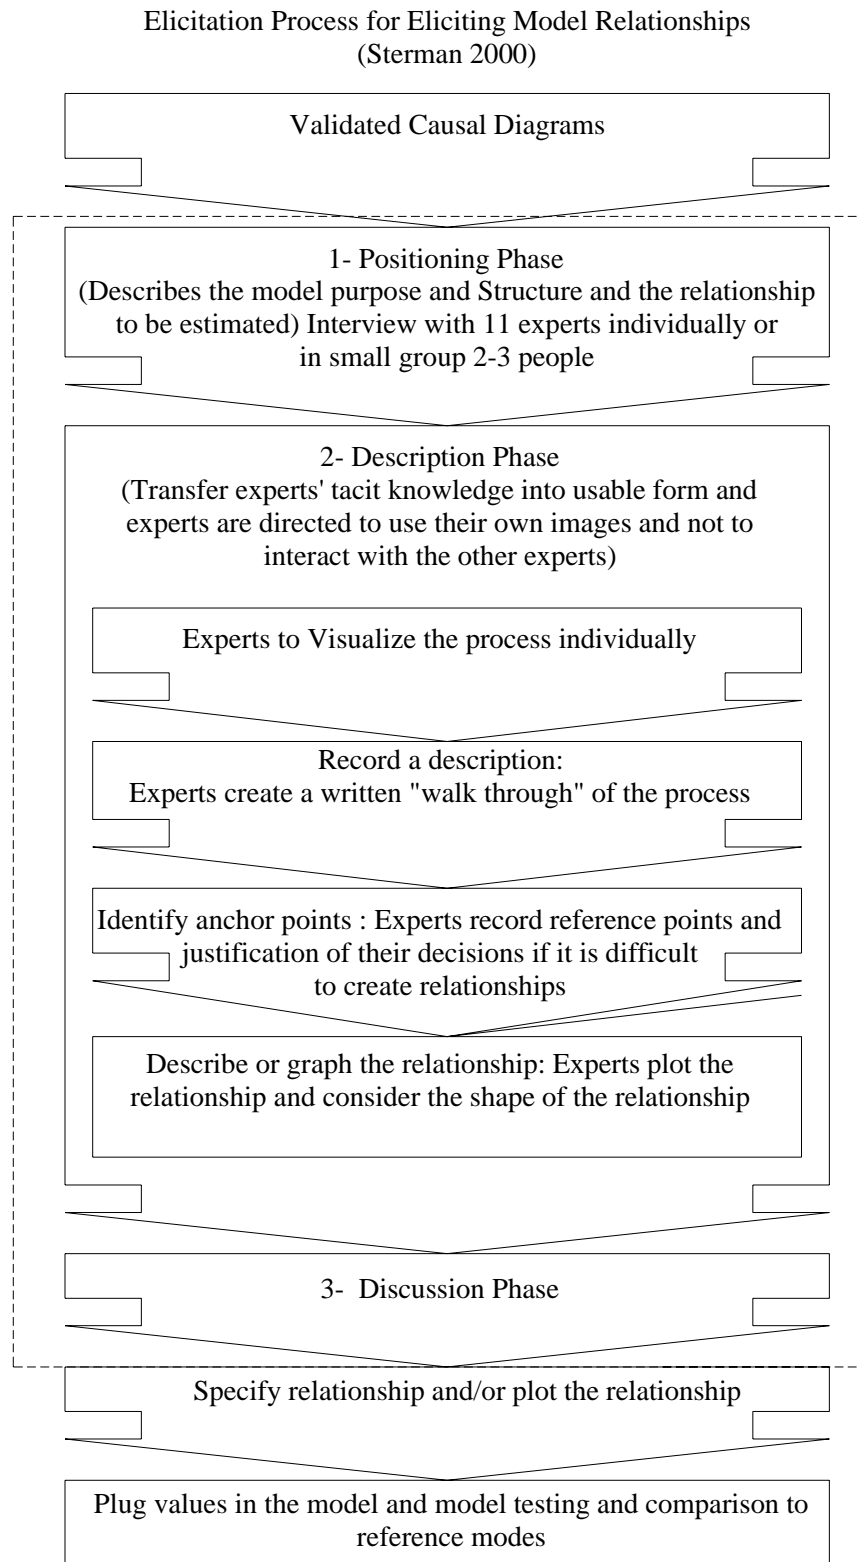 Elicitation Process for Eliciting Model Relationships
(Sterman 2000)
Validated Causal Diagrams
1- Positioning Phase
(Describes the model purpose and Structure and the relationship
to be estimated) Interview with 11 experts individually or
in small group 2-3 people
2- Description Phase
(Transfer experts' tacit knowledge into usable form and
experts are directed to use their own images and not to
interact with the other experts)
Experts to Visualize the process individually
Record a description:
Experts create a written "walk through" of the process
Identify anchor points : Experts record reference points and
justification of their decisions if it is difficult
to create relationships
Describe or graph the relationship: Experts plot the
relationship and consider the shape of the relationship
3- Discussion Phase
Specify relationship and/or plot the relationship
Plug values in the model and model testing and comparison to
reference modes